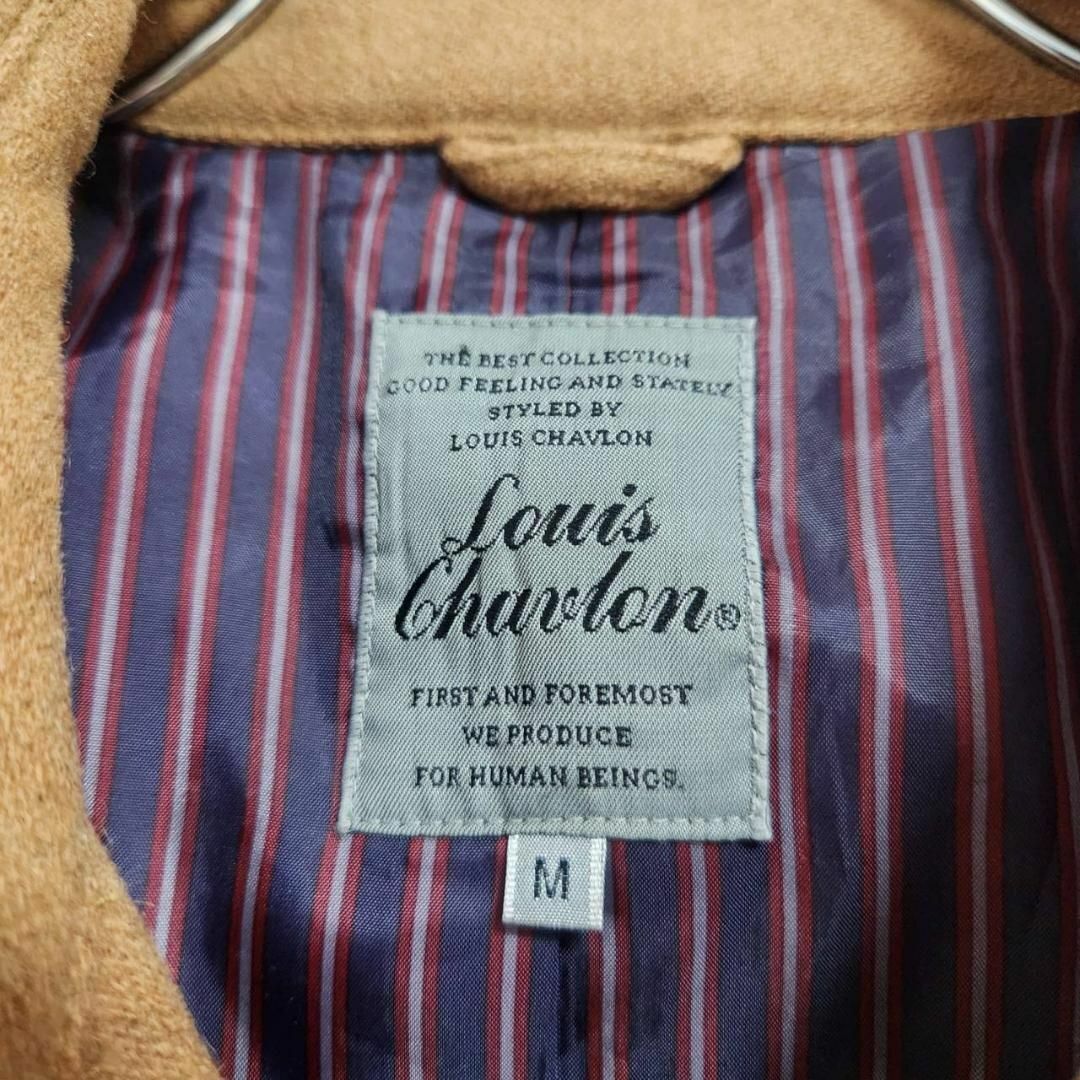 THE BEST COLLECTION
GOOD FEELING AND STATELY
STYLED BY
LOUIS CHAVLON
Louis
Chavlon®
FIRST AND FOREMOST
WE PRODUCE
FOR HUMAN BEINGS.
M